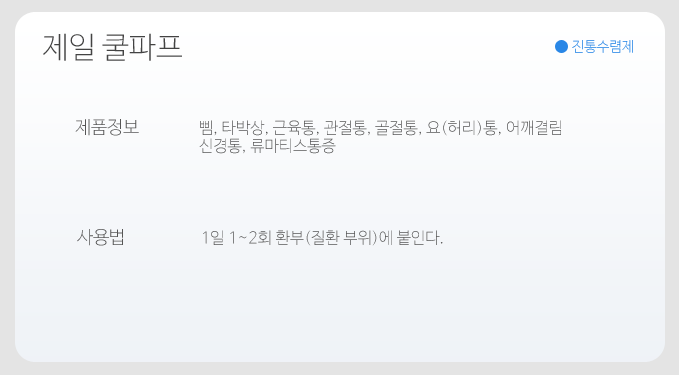 제일 쿨파프
진통수렴제
제품정보
삠, 타박상, 근육통, 관절통, 골절통, 요(허리)통, 어깨결림
신경통, 류마티스통증
사용법
1일 1~2회 환부(질환 부위)에 붙인다.